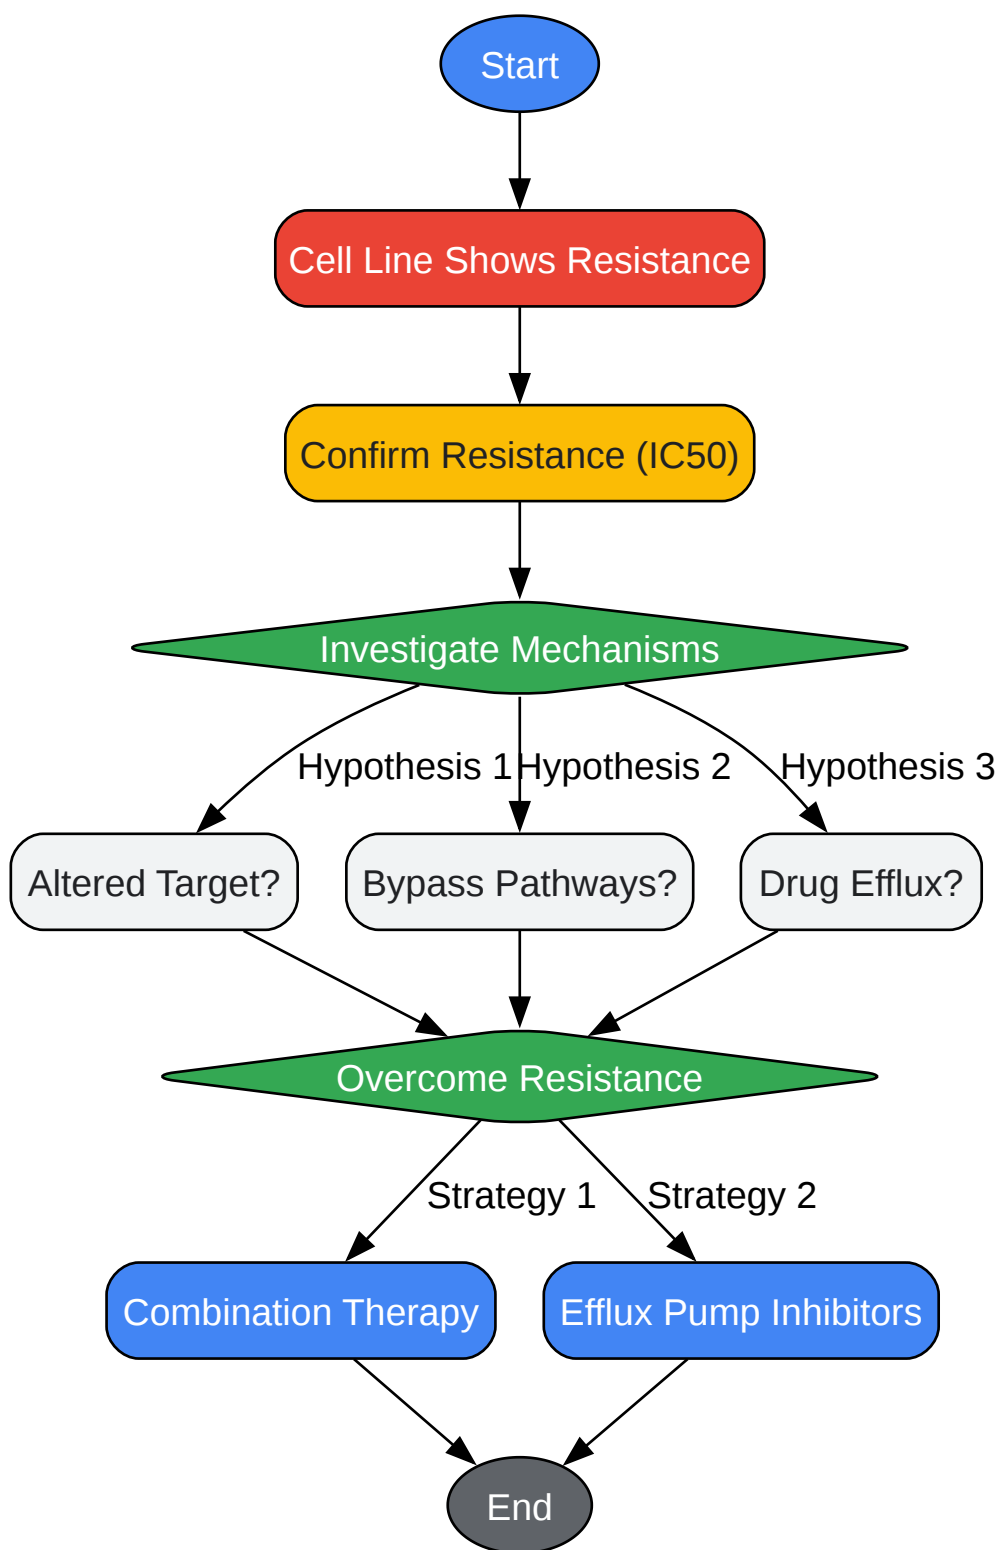 Start
Cell Line Shows Resistance
Confirm Resistance (IC50)
Investigate Mechanisms
Hypothesis 1
Hypothesis 2
Hypothesis 3
Altered Target?
Bypass Pathways?
Drug Efflux?
Overcome Resistance
Strategy 1
Strategy 2
Combination Therapy
Efflux Pump Inhibitors
End